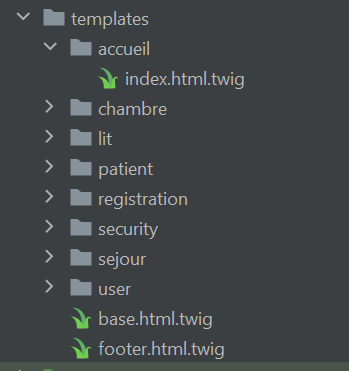 templates
accueil
index.html.twig
chambre
lit
patient
registration
security
sejour
user
base.html.twig
footer.html.twig